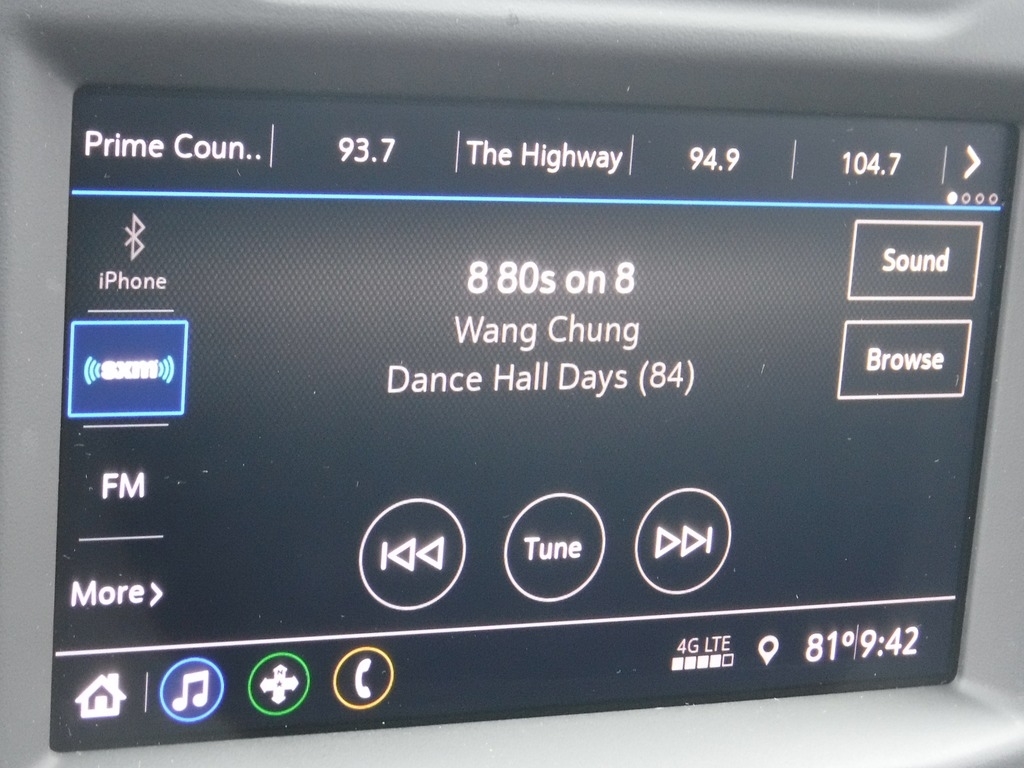 Prime Coun.. 93.7 The Highway 94.9 104.7
iPhone
Sound
8 80s on 8
Wang Chung
sxm
Browse
Dance Hall Days (84)
FM
Tune
More
4G LTE
81° 9:42
N